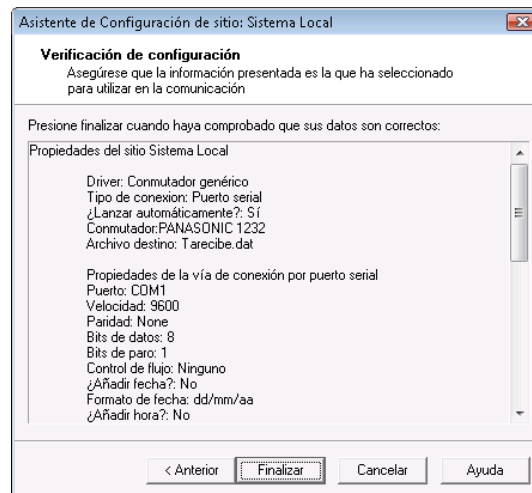 Asistente de Configuración de sitio: Sistema Local
Verificación de configuración
Asegúrese que la información presentada es la que ha seleccionado
para utilizar en la comunicación
Presione finalizar cuando haya comprobado que sus datos son correctos:
Propiedades del sitio Sistema Local
Driver: Conmutador genérico
Tipo de conexion: Puerto serial
¿Lanzar automáticamente?: Sí
Conmutador:PANASONIC 1232
Archivo destino: Tarecibe.dat
Propiedades de la vía de conexión por puerto serial
Puerto: COM1
Velocidad: 9600
Paridad: None
Bits de datos: 8
Bits de paro: 1
Control de flujo: Ninguno
¿Añadir fecha?: No
Formato de fecha: dd/mm/aa
¿Añadir hora?: No
< Anterior
Finalizar
Cancelar
Ayuda